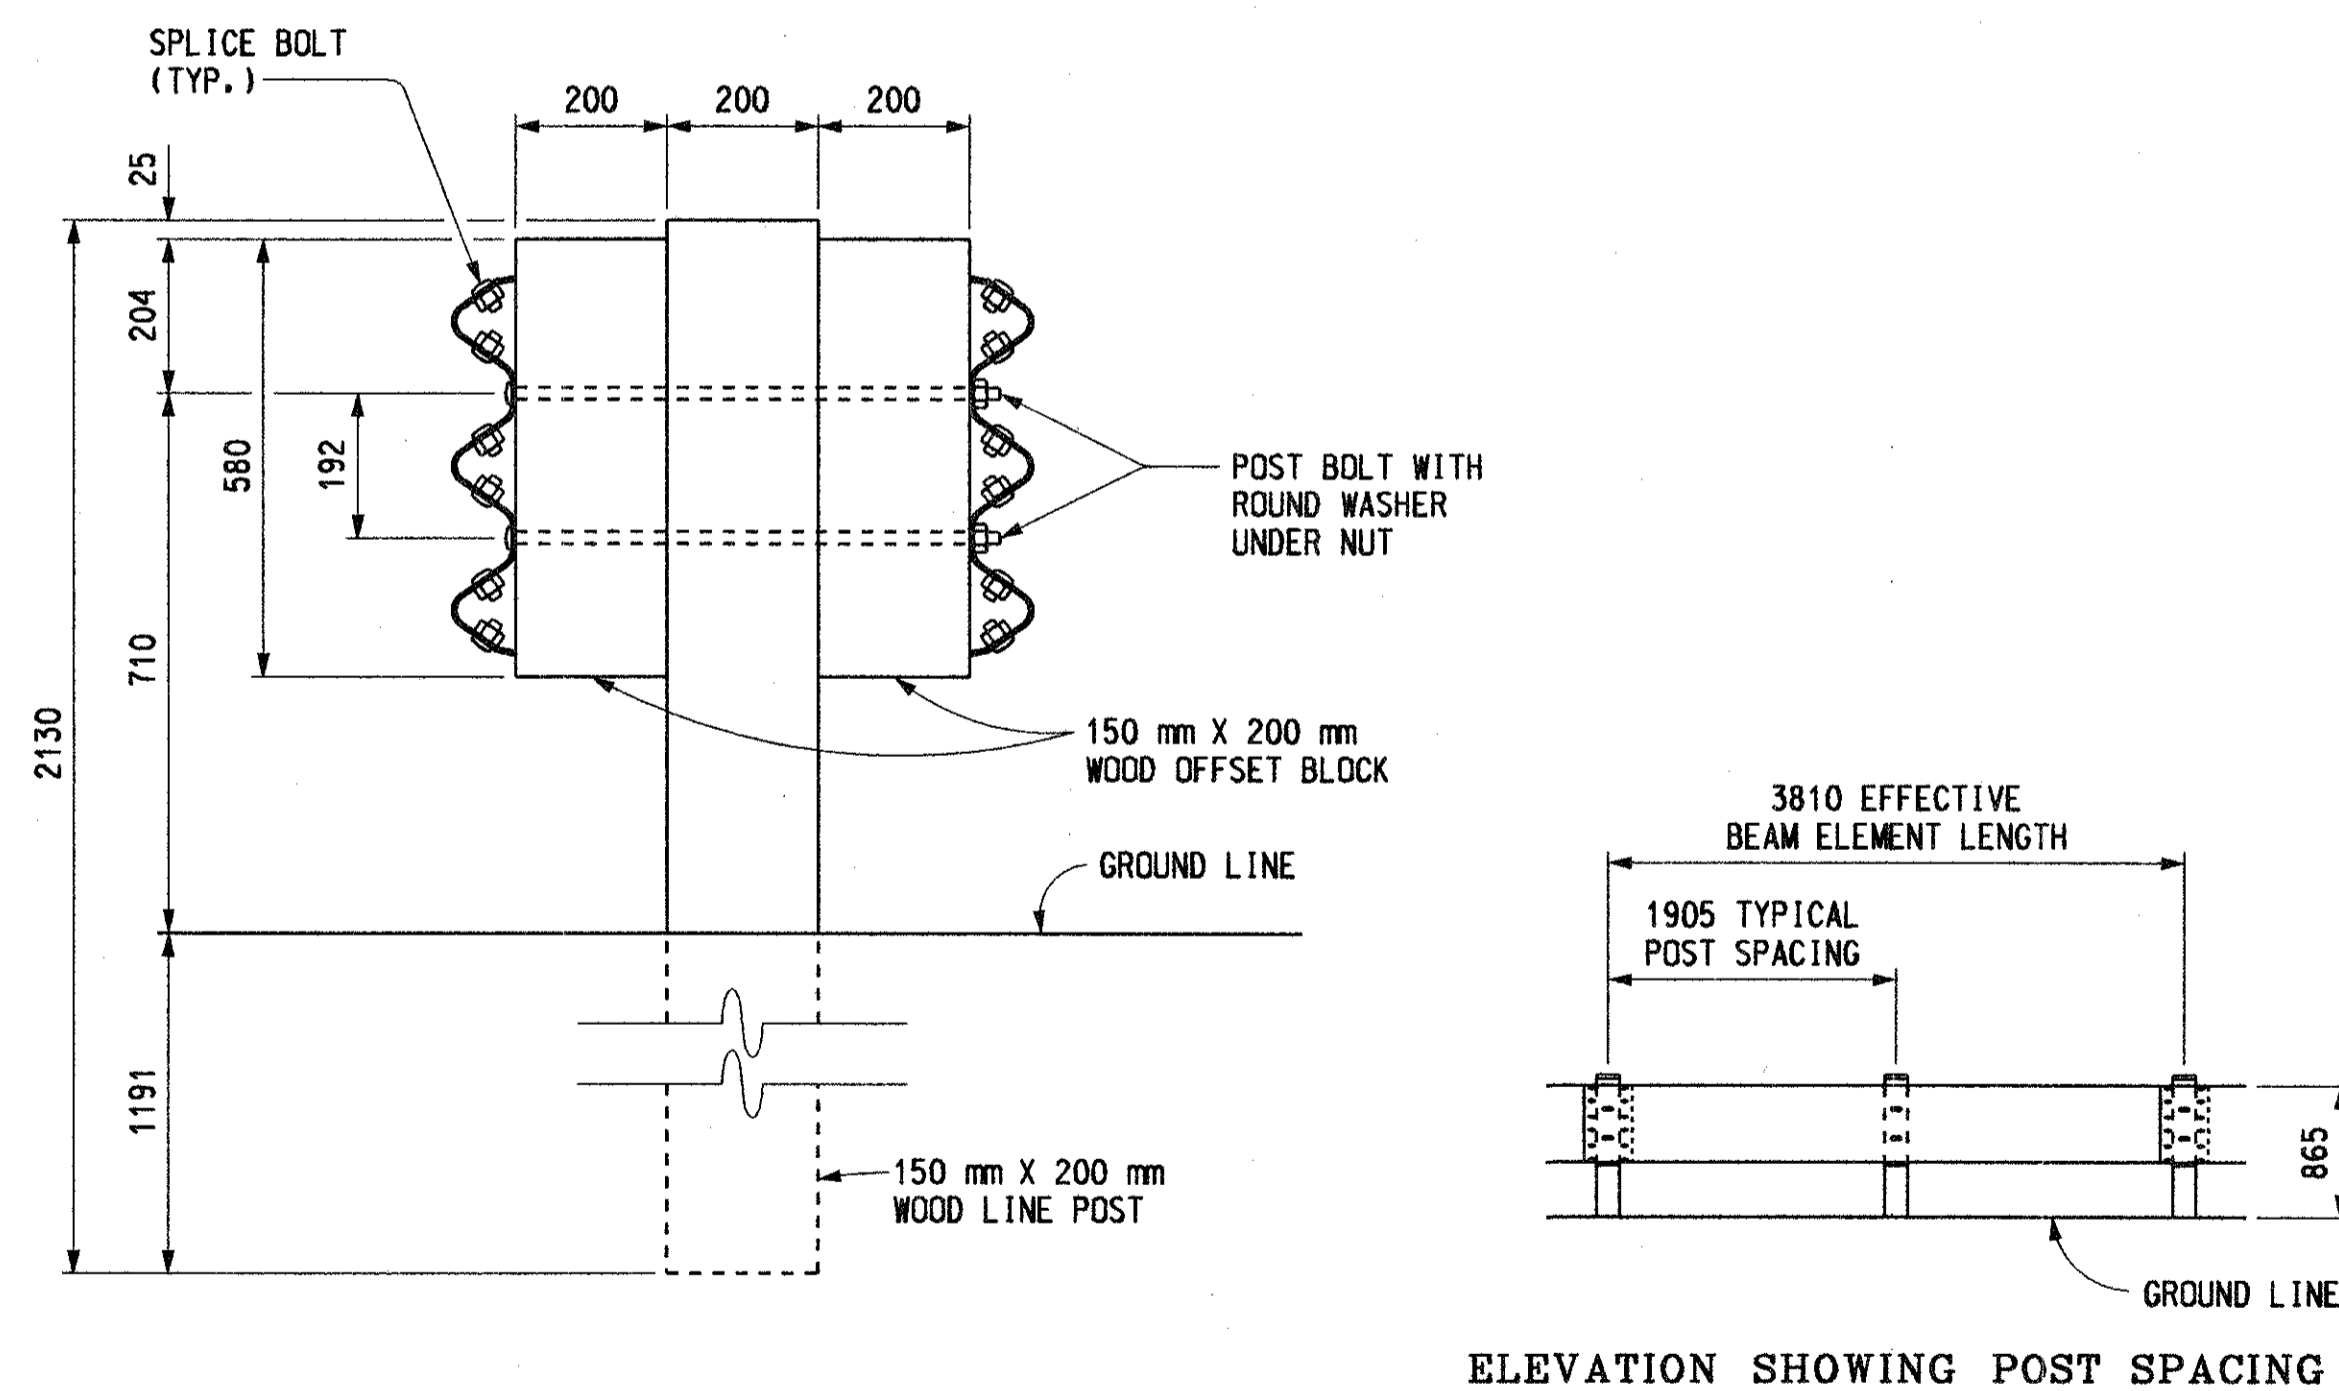 SPLICE BOLT
(TYP.)
200
200
200
25
204
580
192
710
2130
1191
POST BOLT WITH
ROUND WASHER
UNDER NUT
150 mm X 200 mm
WOOD OFFSET BLOCK
GROUND LINE
150 mm X 200 mm
WOOD LINE POST
3810 EFFECTIVE
BEAM ELEMENT LENGTH
1905 TYPICAL
POST SPACING
865
GROUND LINE
ELEVATION SHOWING POST SPACING